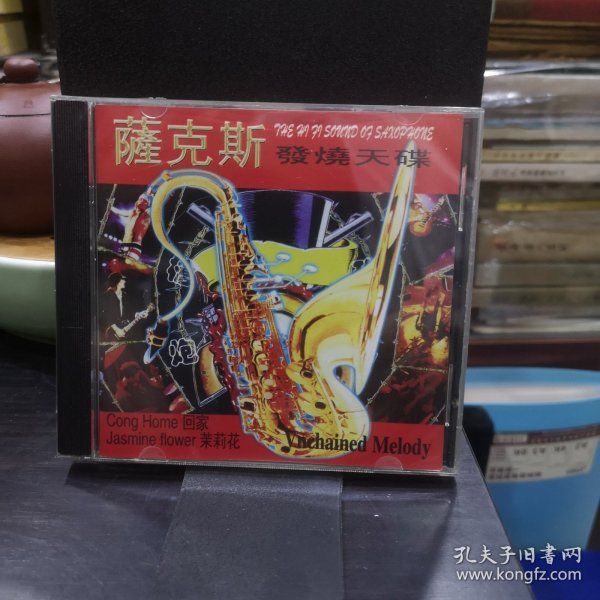 THE HI FI SOUND OF SAXOPHONE
薩克斯
發燒天碟
Cong Home 回家
Jasmine flower 茉莉花
Vnchained Melody
孔夫子旧书网
www.kongfz.com